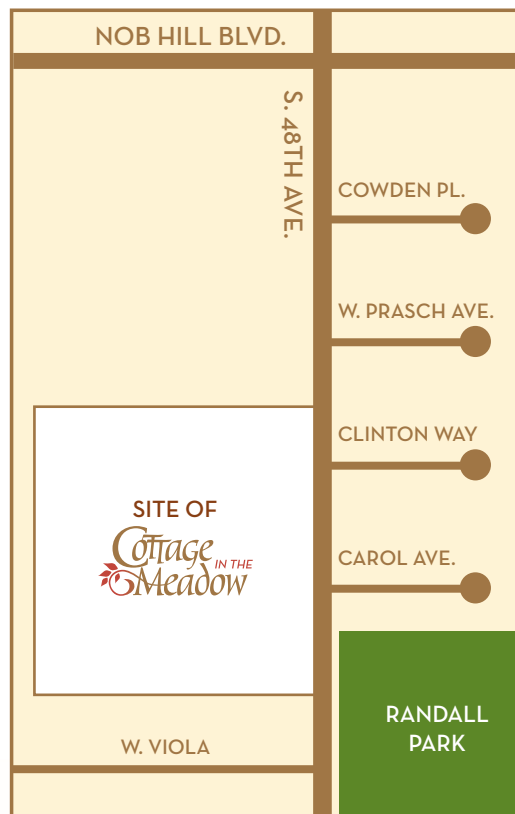 NOB HILL BLVD.
S. 48TH AVE.
COWDEN PL.
W. PRASCH AVE.
CLINTON WAY
SITE OF
Cottage
IN THE
Meadow
CAROL AVE.
RANDALL
PARK
W. VIOLA